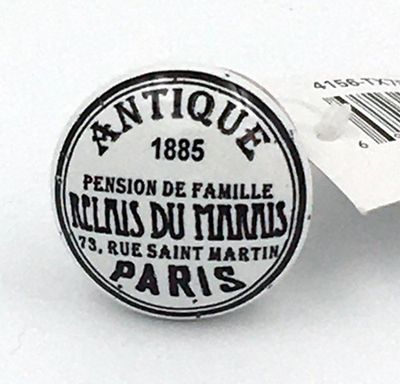 ANTIQUE
1885
PENSION DE FAMILLE
RELAIS DU MARAIS
73, RUE SAINT MARTIN
PARIS